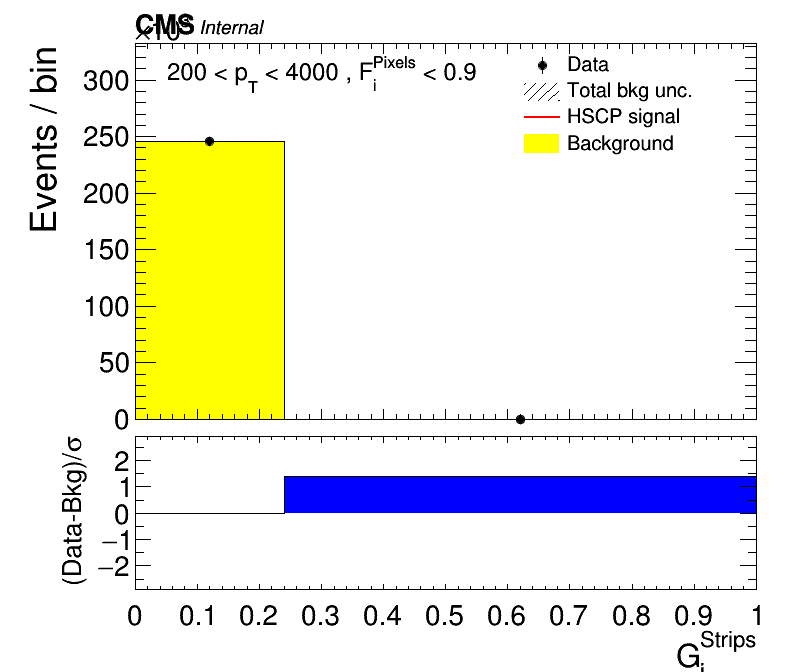 CMS Internal
×10³
200 < p_T < 4000 , F_i^Pixels < 0.9
Data
Total bkg unc.
HSCP signal
Background
Events / bin
300
250
200
150
100
50
0
(Data-Bkg)/σ
2
1
0
−1
−2
0 0.1 0.2 0.3 0.4 0.5 0.6 0.7 0.8 0.9 1
G_i^Strips